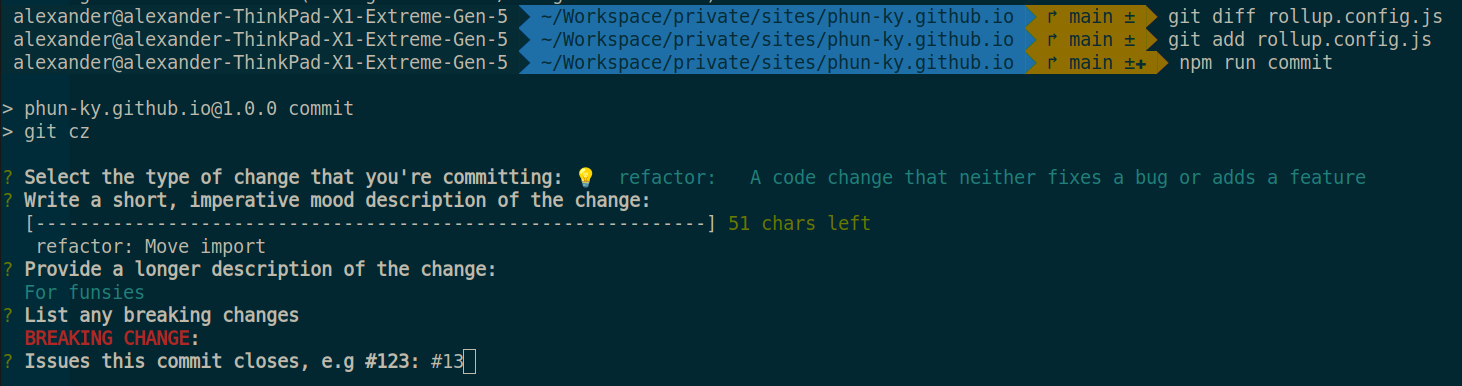 alexander@alexander-ThinkPad-X1-Extreme-Gen-5 ~/Workspace/private/sites/phun-ky.github.io ↱ main ± git diff rollup.config.js
alexander@alexander-ThinkPad-X1-Extreme-Gen-5 ~/Workspace/private/sites/phun-ky.github.io ↱ main ± git add rollup.config.js
alexander@alexander-ThinkPad-X1-Extreme-Gen-5 ~/Workspace/private/sites/phun-ky.github.io ↱ main ±✚ npm run commit
> phun-ky.github.io@1.0.0 commit
> git cz
? Select the type of change that you're committing: 💡 refactor: A code change that neither fixes a bug or adds a feature
? Write a short, imperative mood description of the change:
[-------------------------------------------------------------] 51 chars left
refactor: Move import
? Provide a longer description of the change:
For funsies
? List any breaking changes
BREAKING CHANGE:
? Issues this commit closes, e.g #123: #13